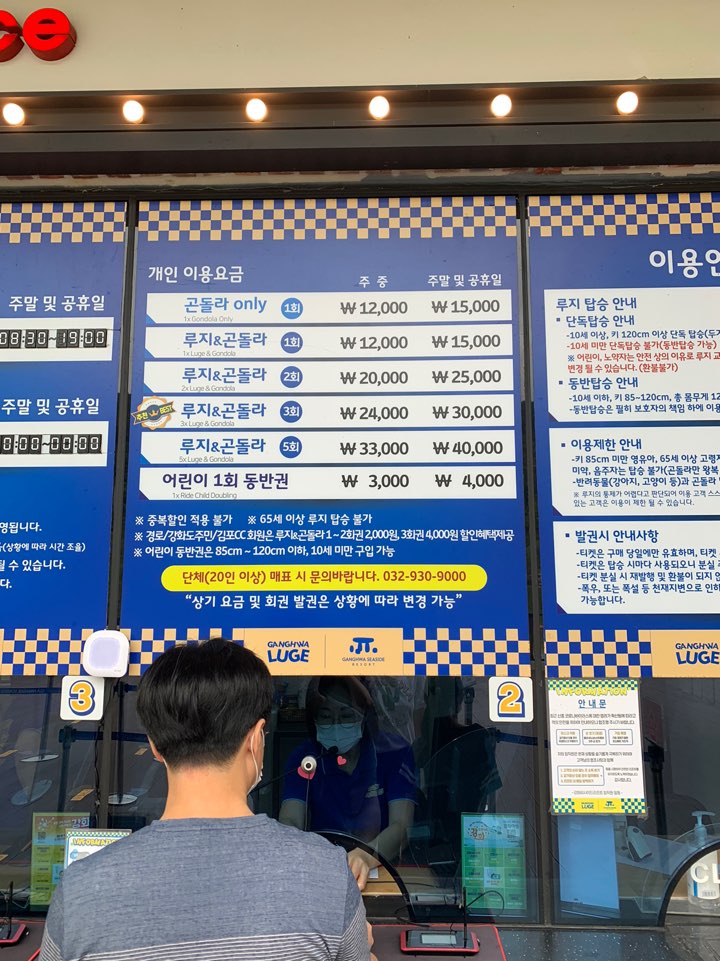 ce
주말 및 공휴일
08:30~19:00
주말 및 공휴일
00:00~00:00
영됩니다.
(상황에 따라 시간 조율)
될 수 있습니다.
있습니다.
개인 이용요금
주 중 주말 및 공휴일
곤돌라 only 1회 ₩ 12,000 ₩ 15,000
1x Gondola Only
루지&곤돌라 1회 ₩ 12,000 ₩ 15,000
1x Luge & Gondola
루지&곤돌라 2회 ₩ 20,000 ₩ 25,000
2x Luge & Gondola
추천 BEST 루지&곤돌라 3회 ₩ 24,000 ₩ 30,000
3x Luge & Gondola
루지&곤돌라 5회 ₩ 33,000 ₩ 40,000
5x Luge & Gondola
어린이 1회 동반권 ₩ 3,000 ₩ 4,000
1x Ride Child Doubling
※ 중복할인 적용 불가 ※ 65세 이상 루지 탑승 불가
※ 경로/강화도주민/김포CC 회원은 루지&곤돌라 1~2회권 2,000원, 3회권 4,000원 할인혜택제공
※ 어린이 동반권은 85cm ~ 120cm 이하, 10세 미만 구입 가능
단체(20인 이상) 매표 시 문의바랍니다. 032-930-9000
“상기 요금 및 회권 발권은 상황에 따라 변경 가능”
GANGHWA
LUGE
GANGHWA SEASIDE
RESORT
이용안
루지 탑승 안내
• 단독탑승 안내
-10세 이상, 키 120cm 이상 단독 탑승
-10세 미만 단독탑승 불가(동반탑승 가능)
※ 어린이, 노약자는 안전 상의 이유로 루지 교
변경 될 수 있습니다. (환불불가)
• 동반탑승 안내
-10세 이하, 키 85~120cm, 총 몸무게 12
-동반탑승은 필히 보호자의 책임 하에 이용
• 이용제한 안내
-키 85cm 미만 영유아, 65세 이상 고령자
미약, 음주자는 탑승 불가(곤돌라만 왕복
-반려동물(강아지, 고양이 등)과 곤돌라
※ 루지의 통제가 어렵다고 판단되어 이용 고객 스스
있는 고객은 이용이 제한 될 수 있습니다.
• 발권시 안내사항
-티켓은 구매 당일에만 유효하며, 티켓
-티켓은 탑승 시마다 사용되오니 분실
-티켓 분실 시 재발행 및 환불이 되지
-폭우, 또는 폭설 등 천재지변으로 인하
가능합니다.
GANGHWA
LUGE
3
2
INFORMATION
안 내 문
LUGE
CL